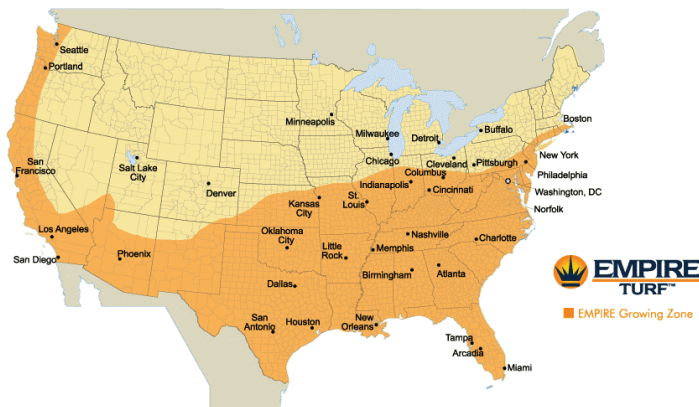 Seattle
Portland
Minneapolis
Milwaukee
Detroit
Buffalo
Boston
Chicago
Cleveland
Pittsburgh
New York
San
Francisco
Salt Lake
City
Denver
Columbus
Indianapolis
Cincinnati
Philadelphia
Washington, DC
Kansas
City
St.
Louis
Norfolk
Los Angeles
Phoenix
Oklahoma
City
Little
Rock
Memphis
Nashville
Charlotte
San Diego
Dallas
Birmingham
Atlanta
San
Antonio
Houston
New
Orleans
Tampa
Arcadia
Miami
EMPIRE
TURF™
EMPIRE Growing Zone